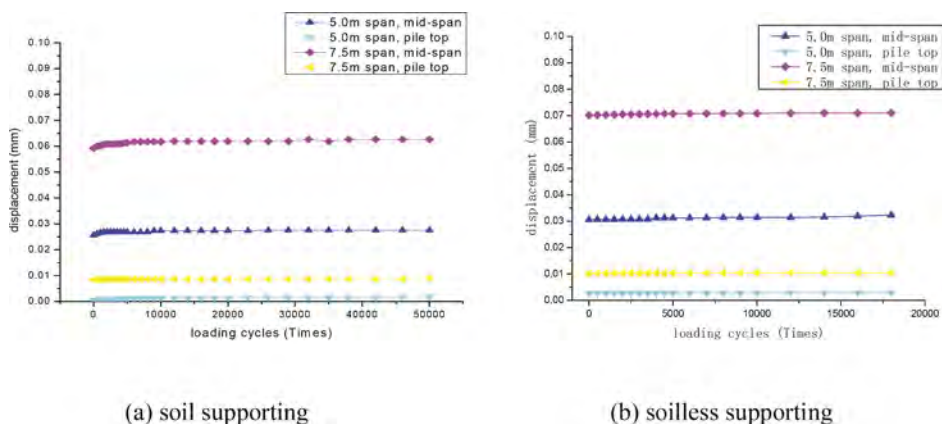 5.0m span, mid-span
5.0m span, pile top
7.5m span, mid-span
7.5m span, pile top
0.10
0.09
0.08
0.07
0.06
0.05
0.04
0.03
0.02
0.01
0.00
displacement (mm)
0
10000
20000
30000
40000
50000
loading cycles (Times)
(a) soil supporting
5.0m span, mid-span
5.0m span, pile top
7.5m span, mid-span
7.5m span, pile top
0.10
0.09
0.08
0.07
0.06
0.05
0.04
0.03
0.02
0.01
0.00
displacement (mm)
0
5000
10000
15000
20000
loading cycles (Times)
(b) soilless supporting